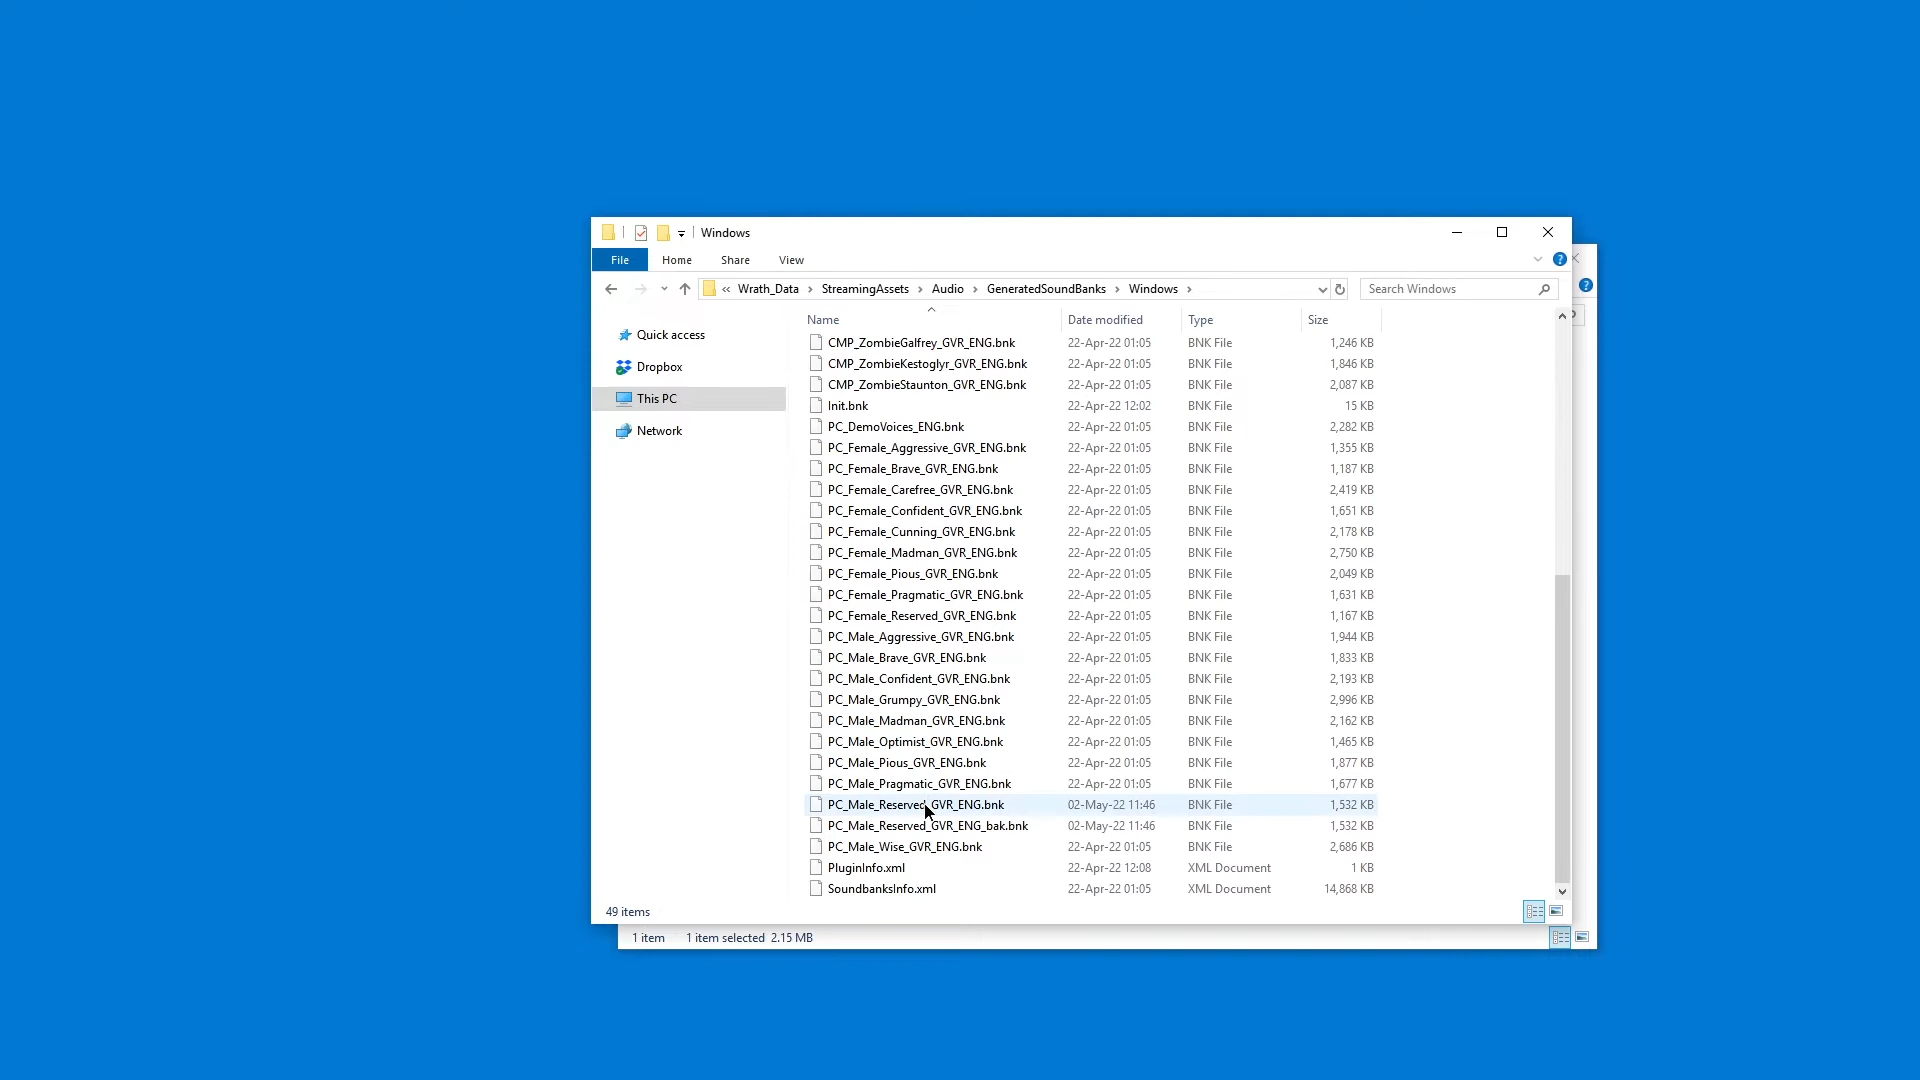 Windows
File Home Share View
« Wrath_Data › StreamingAssets › Audio › GeneratedSoundBanks › Windows ›
Search Windows
Quick access
Dropbox
This PC
Network
Name Date modified Type Size
CMP_ZombieGalfrey_GVR_ENG.bnk 22-Apr-22 01:05 BNK File 1,246 KB
CMP_ZombieKestoglyr_GVR_ENG.bnk 22-Apr-22 01:05 BNK File 1,846 KB
CMP_ZombieStaunton_GVR_ENG.bnk 22-Apr-22 01:05 BNK File 2,087 KB
Init.bnk 22-Apr-22 12:02 BNK File 15 KB
PC_DemoVoices_ENG.bnk 22-Apr-22 01:05 BNK File 2,282 KB
PC_Female_Aggressive_GVR_ENG.bnk 22-Apr-22 01:05 BNK File 1,355 KB
PC_Female_Brave_GVR_ENG.bnk 22-Apr-22 01:05 BNK File 1,187 KB
PC_Female_Carefree_GVR_ENG.bnk 22-Apr-22 01:05 BNK File 2,419 KB
PC_Female_Confident_GVR_ENG.bnk 22-Apr-22 01:05 BNK File 1,651 KB
PC_Female_Cunning_GVR_ENG.bnk 22-Apr-22 01:05 BNK File 2,178 KB
PC_Female_Madman_GVR_ENG.bnk 22-Apr-22 01:05 BNK File 2,750 KB
PC_Female_Pious_GVR_ENG.bnk 22-Apr-22 01:05 BNK File 2,049 KB
PC_Female_Pragmatic_GVR_ENG.bnk 22-Apr-22 01:05 BNK File 1,631 KB
PC_Female_Reserved_GVR_ENG.bnk 22-Apr-22 01:05 BNK File 1,167 KB
PC_Male_Aggressive_GVR_ENG.bnk 22-Apr-22 01:05 BNK File 1,944 KB
PC_Male_Brave_GVR_ENG.bnk 22-Apr-22 01:05 BNK File 1,833 KB
PC_Male_Confident_GVR_ENG.bnk 22-Apr-22 01:05 BNK File 2,193 KB
PC_Male_Grumpy_GVR_ENG.bnk 22-Apr-22 01:05 BNK File 2,996 KB
PC_Male_Madman_GVR_ENG.bnk 22-Apr-22 01:05 BNK File 2,162 KB
PC_Male_Optimist_GVR_ENG.bnk 22-Apr-22 01:05 BNK File 1,465 KB
PC_Male_Pious_GVR_ENG.bnk 22-Apr-22 01:05 BNK File 1,877 KB
PC_Male_Pragmatic_GVR_ENG.bnk 22-Apr-22 01:05 BNK File 1,677 KB
PC_Male_Reserved_GVR_ENG.bnk 02-May-22 11:46 BNK File 1,532 KB
PC_Male_Reserved_GVR_ENG_bak.bnk 02-May-22 11:46 BNK File 1,532 KB
PC_Male_Wise_GVR_ENG.bnk 22-Apr-22 01:05 BNK File 2,686 KB
PluginInfo.xml 22-Apr-22 12:08 XML Document 1 KB
SoundbanksInfo.xml 22-Apr-22 01:05 XML Document 14,868 KB
49 items
1 item 1 item selected 2.15 MB